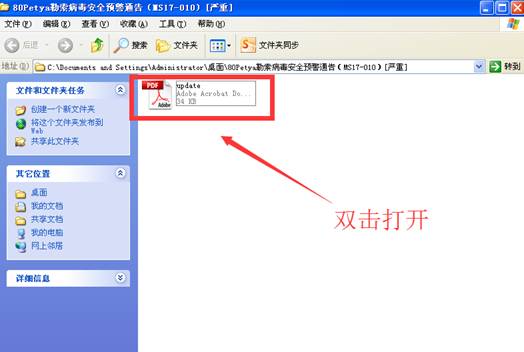 80Petya勒索病毒安全预警通告(MS17-010)[严重]
文件(F) 编辑(E) 查看(V) 收藏(A) 工具(T) 帮助(H)
后退 搜索 文件夹 文件夹同步
地址(D) C:\Documents and Settings\Administrator\桌面\80Petya勒索病毒安全预警通告(MS17-010)[严重] 转到
文件和文件夹任务
创建一个新文件夹
将这个文件夹发布到
Web
共享此文件夹
其它位置
桌面
我的文档
共享文档
我的电脑
网上邻居
详细信息
PDF
Adobe
update
Adobe Acrobat Do...
34 KB
双击打开